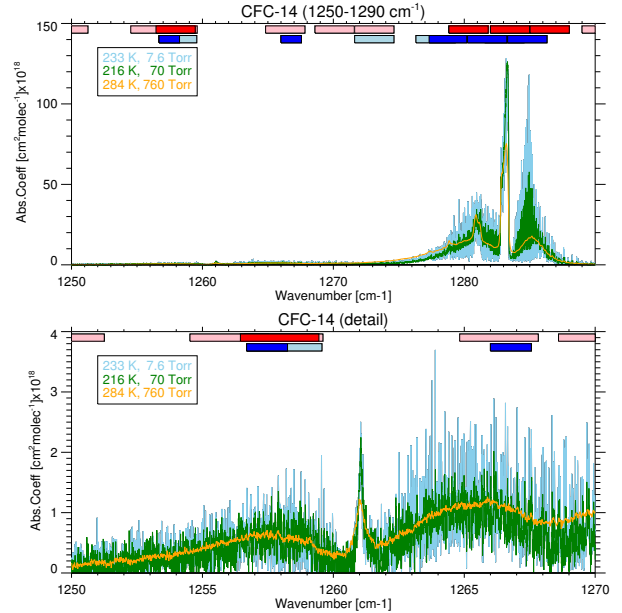 CFC-14 (1250-1290 cm⁻¹)
150
100
50
0
Abs.Coeff [cm²molec⁻¹]x10¹⁸
233 K, 7.6 Torr
216 K, 70 Torr
284 K, 760 Torr
1250 1260 1270 1280
Wavenumber [cm-1]
CFC-14 (detail)
4
3
2
1
0
Abs.Coeff [cm²molec⁻¹]x10¹⁸
233 K, 7.6 Torr
216 K, 70 Torr
284 K, 760 Torr
1250 1255 1260 1265 1270
Wavenumber [cm-1]